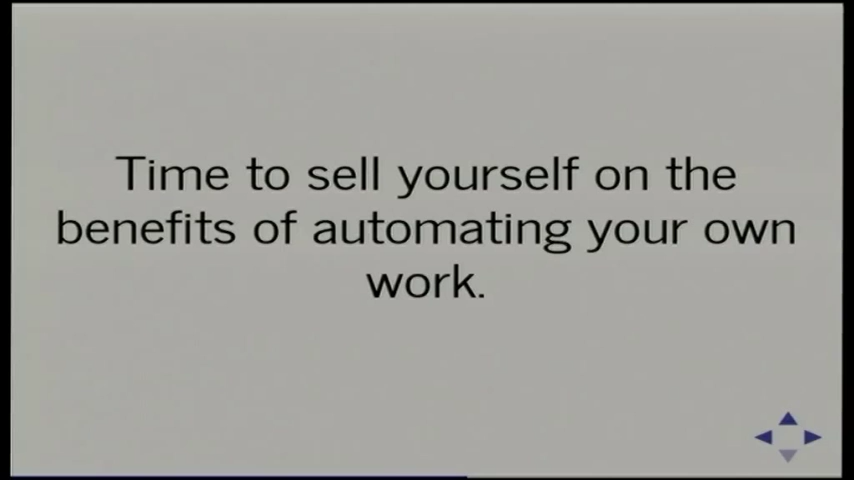 Time to sell yourself on the
benefits of automating your own
work.